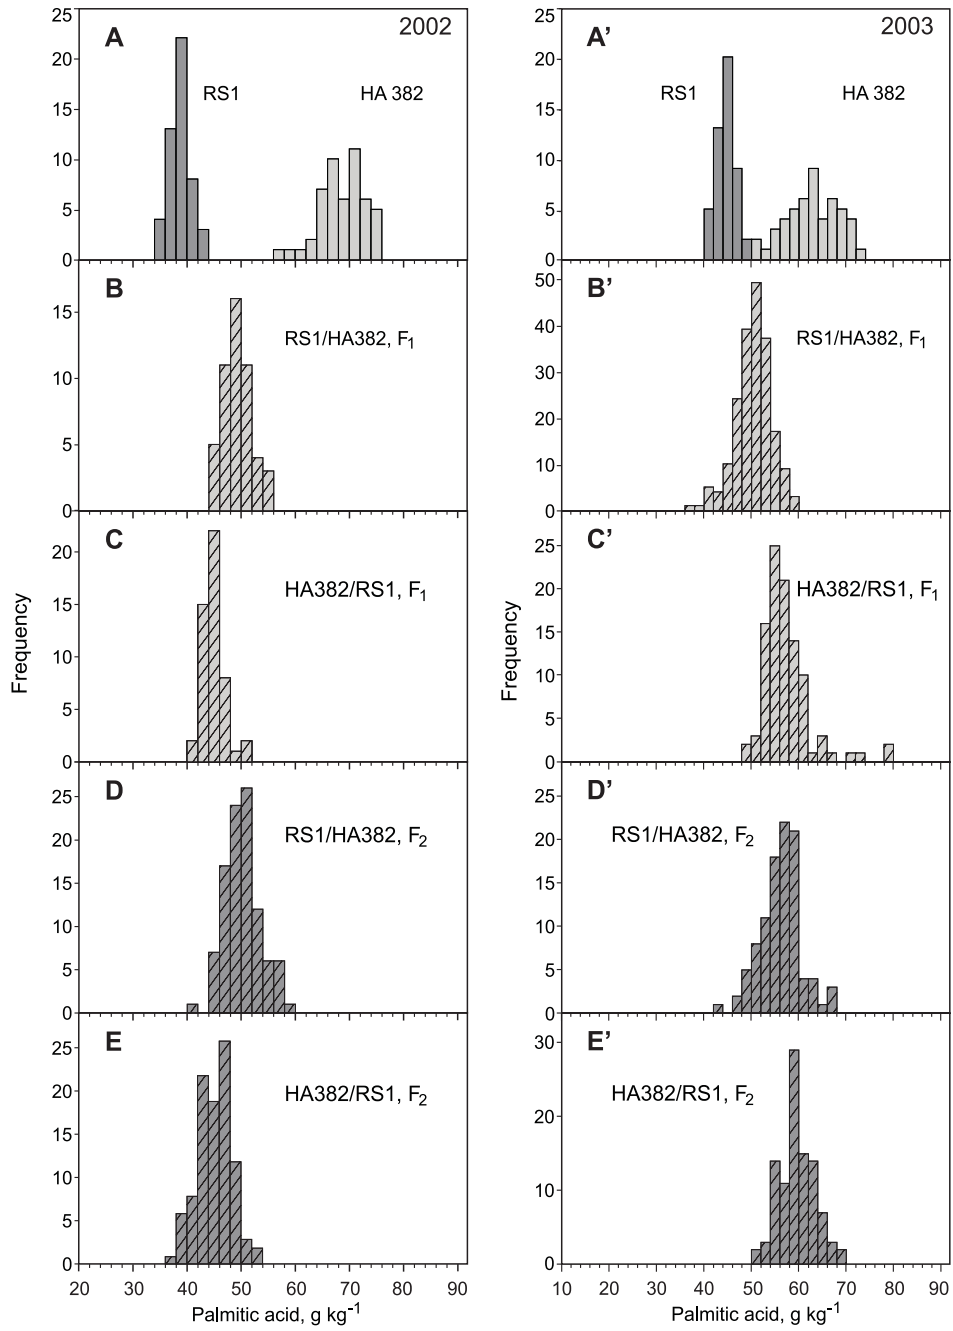 A
2002
RS1
HA 382
25
20
15
10
5
0
A’
2003
RS1
HA 382
25
20
15
10
5
0
B
RS1/HA382, F1
15
10
5
0
B’
RS1/HA382, F1
50
40
30
20
10
0
C
HA382/RS1, F1
20
15
10
5
0
C’
HA382/RS1, F1
25
20
15
10
5
0
D
RS1/HA382, F2
25
20
15
10
5
0
D’
RS1/HA382, F2
25
20
15
10
5
0
E
HA382/RS1, F2
25
20
15
10
5
0
E’
HA382/RS1, F2
30
20
10
0
Frequency
Frequency
20 30 40 50 60 70 80 90
10 20 30 40 50 60 70 80 90
Palmitic acid, g kg-1
Palmitic acid, g kg-1